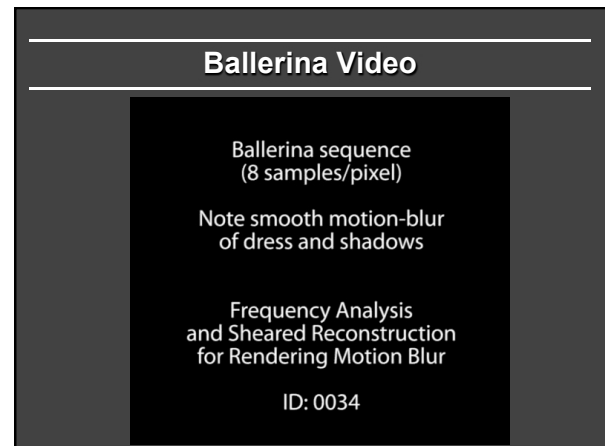 Ballerina Video
Ballerina sequence
(8 samples/pixel)
Note smooth motion-blur
of dress and shadows
Frequency Analysis
and Sheared Reconstruction
for Rendering Motion Blur
ID: 0034